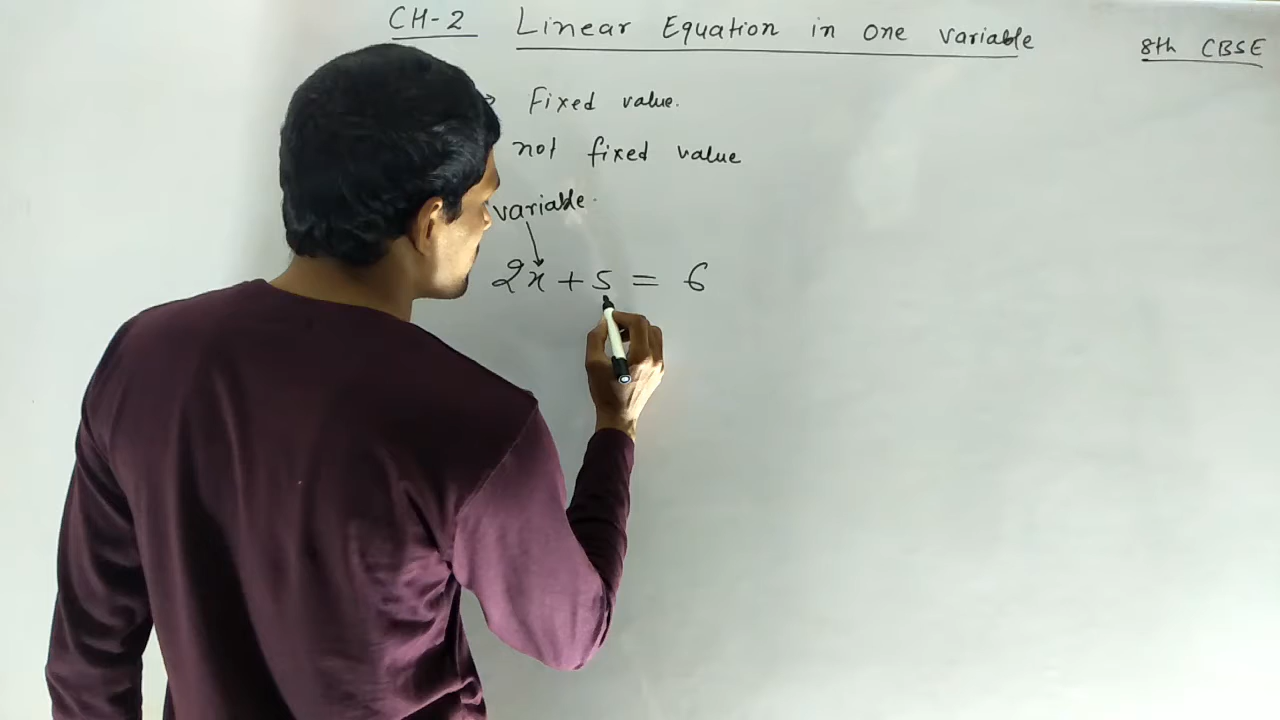 CH-2 Linear Equation in one variable
8th CBSE
Fixed value.
not fixed value
variable.
2x + 5 = 6